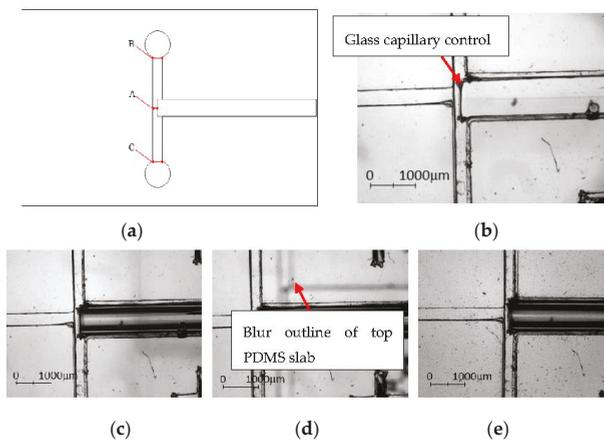 B
A
C
(a)
Glass capillary control
0 1000μm
(b)
0 1000μm
(c)
Blur outline of top
PDMS slab
0 1000μm
(d)
0 1000μm
(e)